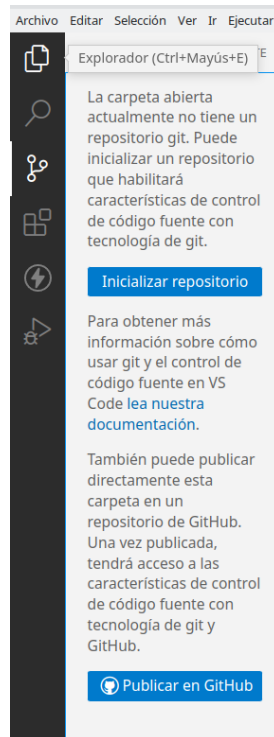 Archivo Editar Selección Ver Ir Ejecutar
Explorador (Ctrl+Mayús+E)
La carpeta abierta
actualmente no tiene un
repositorio git. Puede
inicializar un repositorio
que habilitará
características de control
de código fuente con
tecnología de git.
Inicializar repositorio
Para obtener más
información sobre cómo
usar git y el control de
código fuente en VS
Code lea nuestra
documentación.
También puede publicar
directamente esta
carpeta en un
repositorio de GitHub.
Una vez publicada,
tendrá acceso a las
características de control
de código fuente con
tecnología de git y
GitHub.
Publicar en GitHub